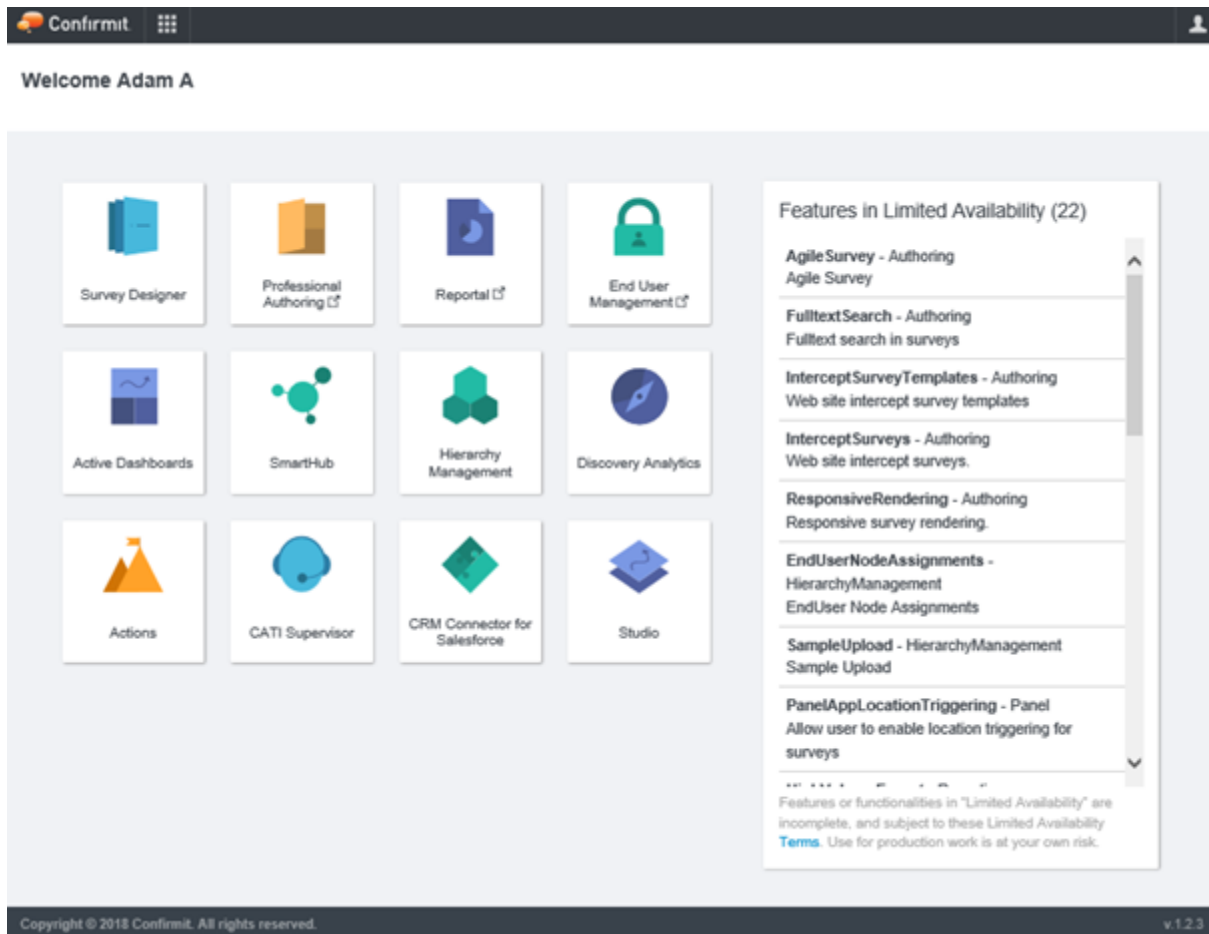 Confirmit
Welcome Adam A
Survey Designer
Professional
Authoring
Reportal
End User
Management
Active Dashboards
SmartHub
Hierarchy
Management
Discovery Analytics
Actions
CATI Supervisor
CRM Connector for
Salesforce
Studio
Features in Limited Availability (22)
AgileSurvey - Authoring
Agile Survey
FulltextSearch - Authoring
Fulltext search in surveys
InterceptSurveyTemplates - Authoring
Web site intercept survey templates
InterceptSurveys - Authoring
Web site intercept surveys.
ResponsiveRendering - Authoring
Responsive survey rendering.
EndUserNodeAssignments -
HierarchyManagement
EndUser Node Assignments
SampleUpload - HierarchyManagement
Sample Upload
PanelAppLocationTriggering - Panel
Allow user to enable location triggering for
surveys
Features or functionalities in "Limited Availability" are
incomplete, and subject to these Limited Availability
Terms. Use for production work is at your own risk.
Copyright © 2018 Confirmit. All rights reserved.
v.1.2.3